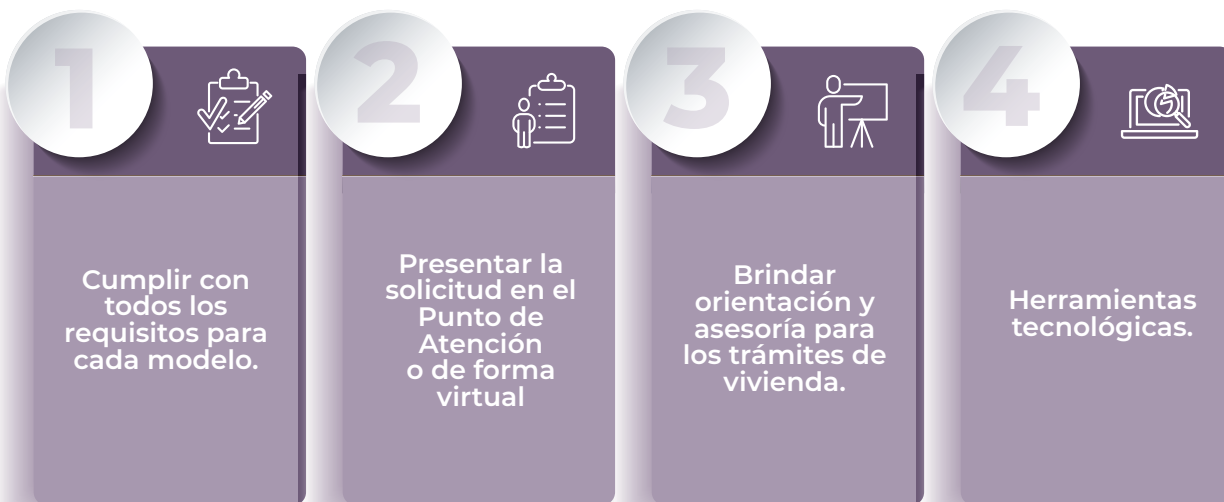 1
Cumplir con
todos los
requisitos para
cada modelo.
2
Presentar la
solicitud en el
Punto de
Atención
o de forma
virtual
3
Brindar
orientación y
asesoría para
los trámites de
vivienda.
4
Herramientas
tecnológicas.